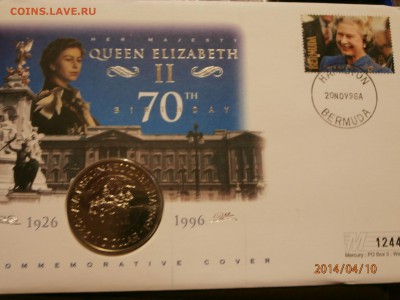 COINS.LAVE.RU
HER MAJESTY
QUEEN ELIZABETH
II
70TH
BIRTHDAY
BERMUDA
HAMILTON
20NOV96A
BERMUDA
1926
1996
COMMEMORATIVE COVER
1244
2014/04/10